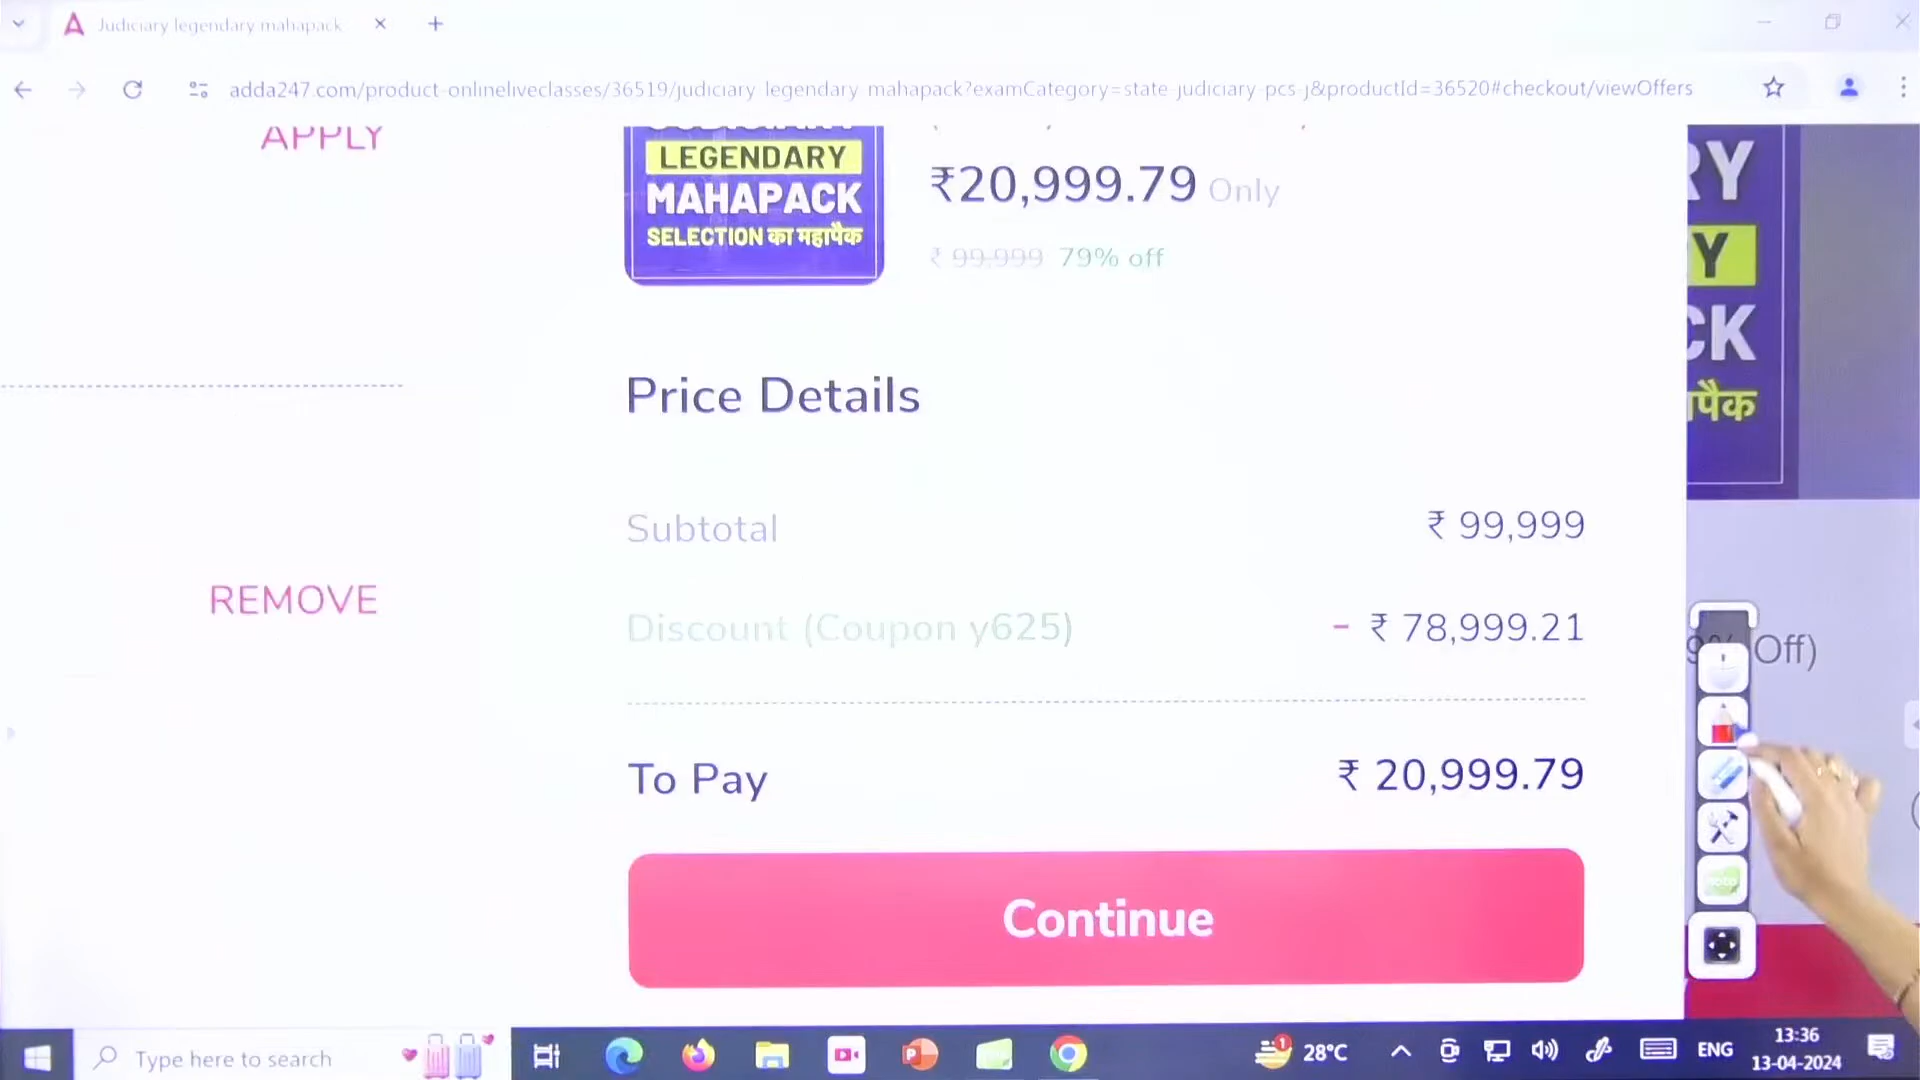 Judiciary legendary mahapack
adda247.com/product-onlineliveclasses/36519/judiciary-legendary-mahapack?examCategory=state-judiciary-pcs-j&productId=36520#checkout/viewOffers
APPLY
LEGENDARY
MAHAPACK
SELECTION का महापैक
₹20,999.79 Only
₹ 99,999 79% off
RY
Y
CK
पैक
Price Details
Subtotal ₹ 99,999
REMOVE
Discount (Coupon y625) - ₹ 78,999.21
Off)
To Pay ₹ 20,999.79
Continue
Type here to search
1
28°C
ENG
13:36
13-04-2024